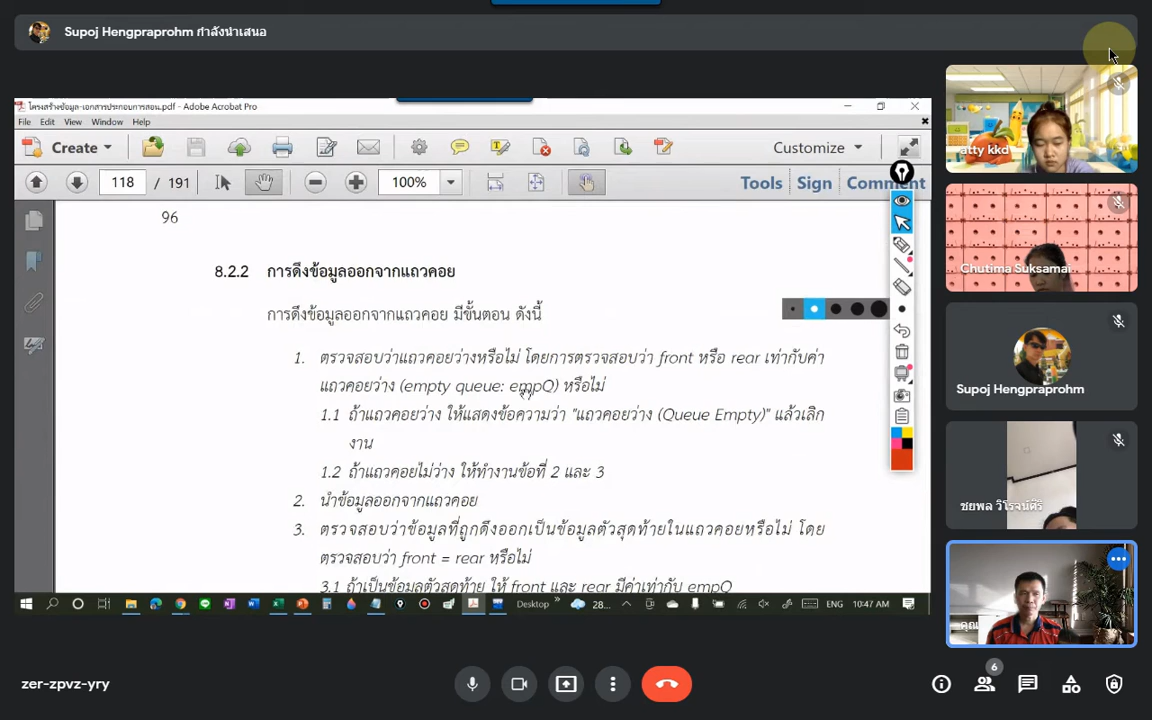 Supoj Hengpraprohm กำลังนำเสนอ
โครงสร้างข้อมูล-เอกสารประกอบการสอน.pdf - Adobe Acrobat Pro
File Edit View Window Help
Create
Customize
118 / 191
100%
Tools Sign Comment
96
8.2.2 การดึงข้อมูลออกจากแถวคอย
การดึงข้อมูลออกจากแถวคอย มีขั้นตอน ดังนี้
1. ตรวจสอบว่าแถวคอยว่างหรือไม่ โดยการตรวจสอบว่า front หรือ rear เท่ากับค่า
แถวคอยว่าง (empty queue: empQ) หรือไม่
1.1 ถ้าแถวคอยว่าง ให้แสดงข้อความว่า "แถวคอยว่าง (Queue Empty)" แล้วเลิก
งาน
1.2 ถ้าแถวคอยไม่ว่าง ให้ทำงานข้อที่ 2 และ 3
2. นำข้อมูลออกจากแถวคอย
3. ตรวจสอบว่าข้อมูลที่ถูกดึงออกเป็นข้อมูลตัวสุดท้ายในแถวคอยหรือไม่ โดย
ตรวจสอบว่า front = rear หรือไม่
3.1 ถ้าเป็นข้อมูลตัวสุดท้าย ให้ front และ rear มีค่าเท่ากับ empQ
Desktop
28...
ENG
10:47 AM
atty kkd
Chutima Suksamai
Supoj Hengpraprohm
ชยพล วิโรจน์ศิริ
คุณ
zer-zpvz-yry
6